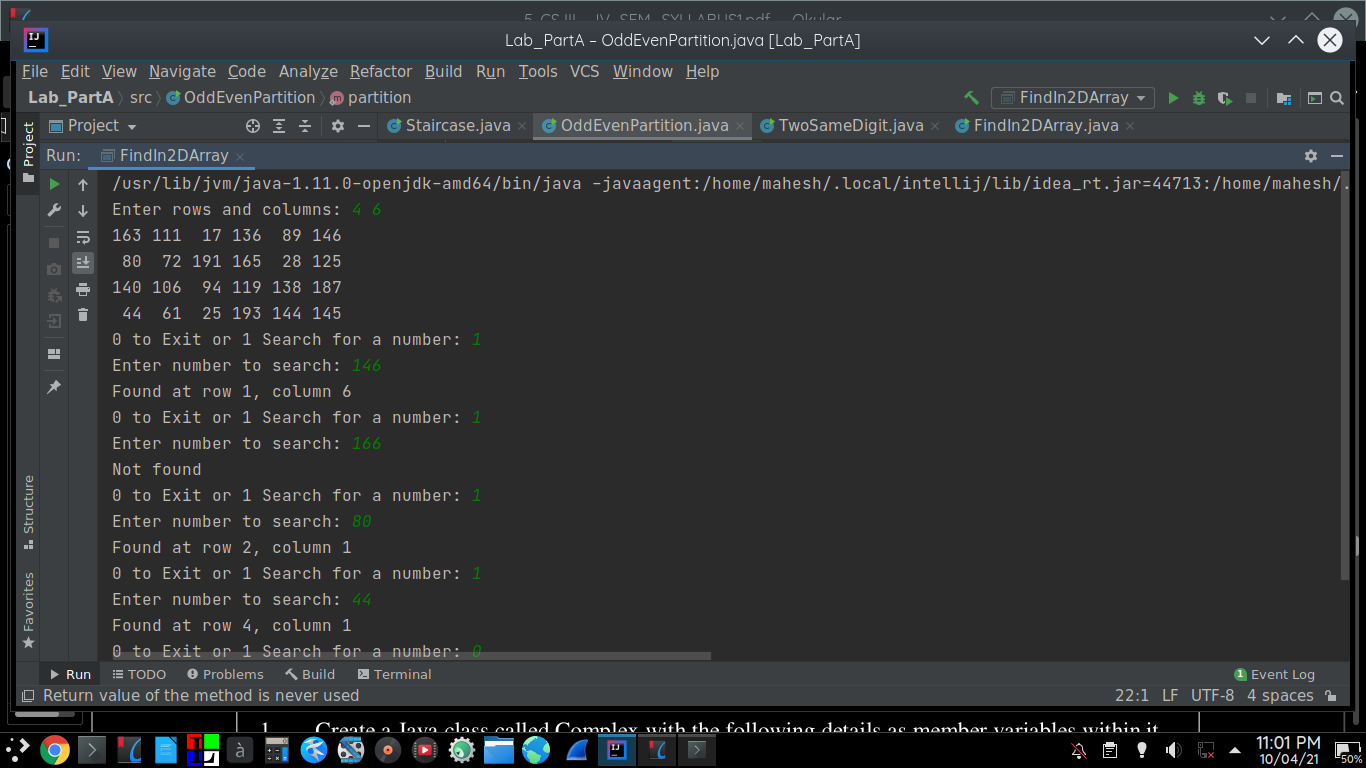 5_CS III - IV_SEM_SYLLABUS1.pdf — Okular
Lab_PartA – OddEvenPartition.java [Lab_PartA]
File Edit View Navigate Code Analyze Refactor Build Run Tools VCS Window Help
Lab_PartA src OddEvenPartition partition FindIn2DArray
Project Project Staircase.java OddEvenPartition.java TwoSameDigit.java FindIn2DArray.java
Run: FindIn2DArray
/usr/lib/jvm/java-1.11.0-openjdk-amd64/bin/java -javaagent:/home/mahesh/.local/intellij/lib/idea_rt.jar=44713:/home/mahesh/.
Enter rows and columns: 4 6
163 111 17 136 89 146
80 72 191 165 28 125
140 106 94 119 138 187
44 61 25 193 144 145
0 to Exit or 1 Search for a number: 1
Enter number to search: 146
Found at row 1, column 6
0 to Exit or 1 Search for a number: 1
Enter number to search: 166
Not found
0 to Exit or 1 Search for a number: 1
Enter number to search: 80
Found at row 2, column 1
0 to Exit or 1 Search for a number: 1
Enter number to search: 44
Found at row 4, column 1
0 to Exit or 1 Search for a number: 0
Structure
Favorites
Run TODO Problems Build Terminal 1 Event Log
Return value of the method is never used 22:1 LF UTF-8 4 spaces
1. Create a Java class called Complex with the following details as member variables within it
11:01 PM
10/04/21
50%